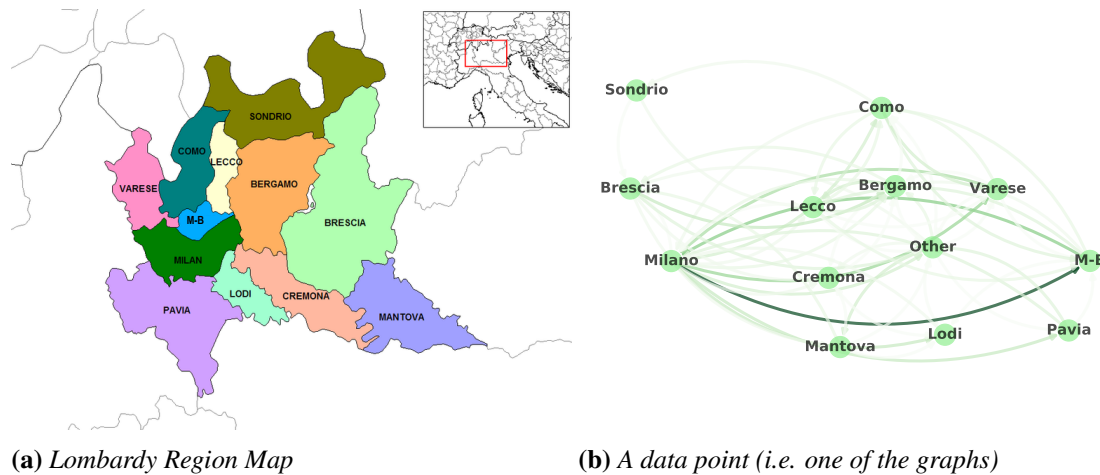 SONDRIO
COMO
LECCO
VARESE
BERGAMO
M-B
BRESCIA
MILAN
LODI
CREMONA
PAVIA
MANTOVA
Sondrio
Como
Brescia
Bergamo
Varese
Lecco
Other
Milano
M-B
Cremona
Lodi
Pavia
Mantova
(a) Lombardy Region Map
(b) A data point (i.e. one of the graphs)